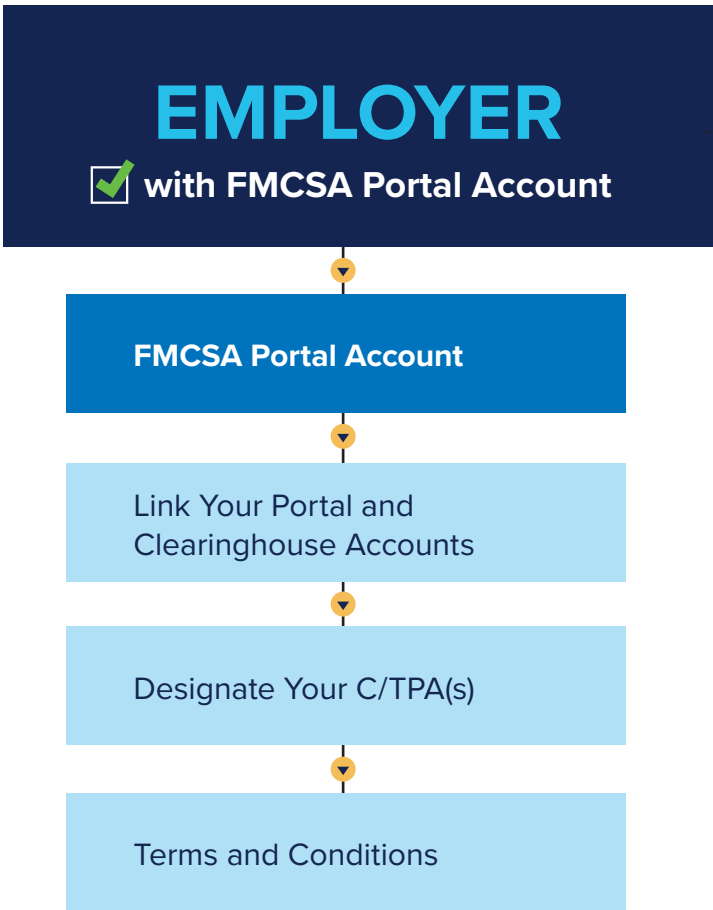 EMPLOYER
with FMCSA Portal Account
FMCSA Portal Account
Link Your Portal and
Clearinghouse Accounts
Designate Your C/TPA(s)
Terms and Conditions